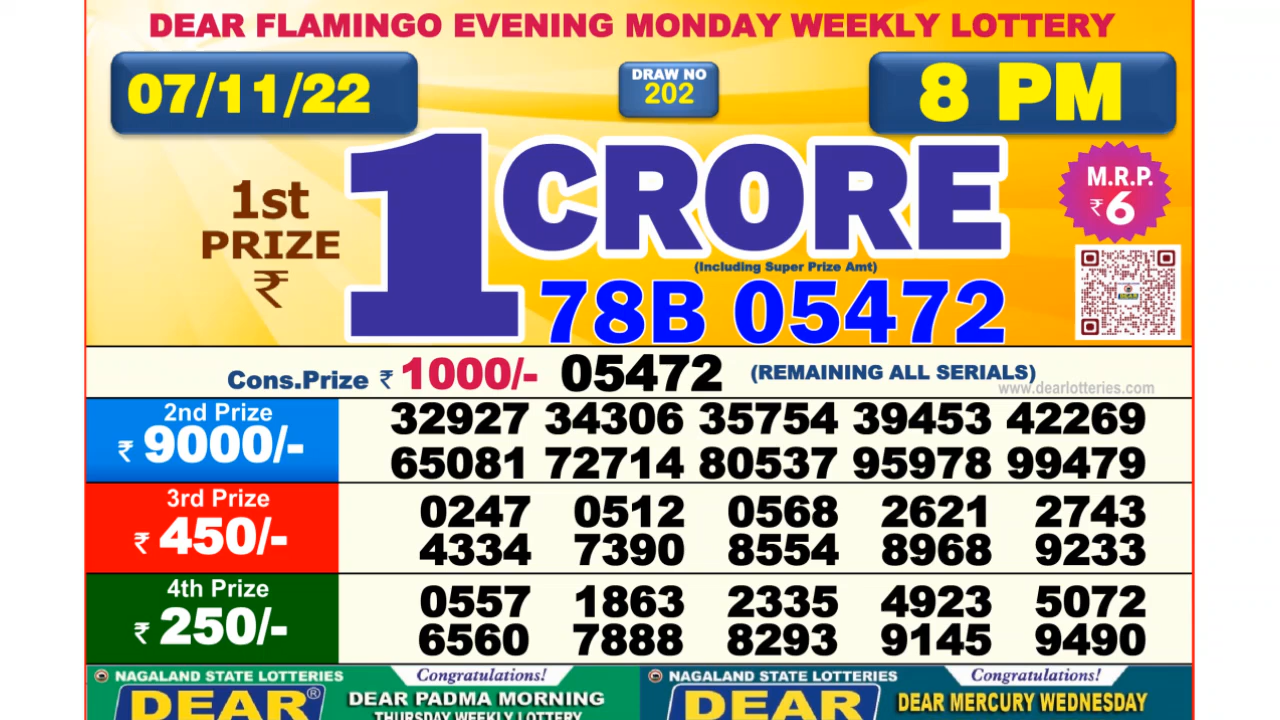 DEAR FLAMINGO EVENING MONDAY WEEKLY LOTTERY
07/11/22
DRAW NO
202
8 PM
1st
PRIZE
₹
1 CRORE
(Including Super Prize Amt)
78B 05472
M.R.P.
₹6
DEAR
Cons.Prize ₹ 1000/- 05472 (REMAINING ALL SERIALS)
www.dearlotteries.com
2nd Prize
₹ 9000/-
32927 34306 35754 39453 42269
65081 72714 80537 95978 99479
3rd Prize
₹ 450/-
0247 0512 0568 2621 2743
4334 7390 8554 8968 9233
4th Prize
₹ 250/-
0557 1863 2335 4923 5072
6560 7888 8293 9145 9490
NAGALAND STATE LOTTERIES
DEAR®
Congratulations!
DEAR PADMA MORNING
THURSDAY WEEKLY LOTTERY
NAGALAND STATE LOTTERIES
DEAR
Congratulations!
DEAR MERCURY WEDNESDAY